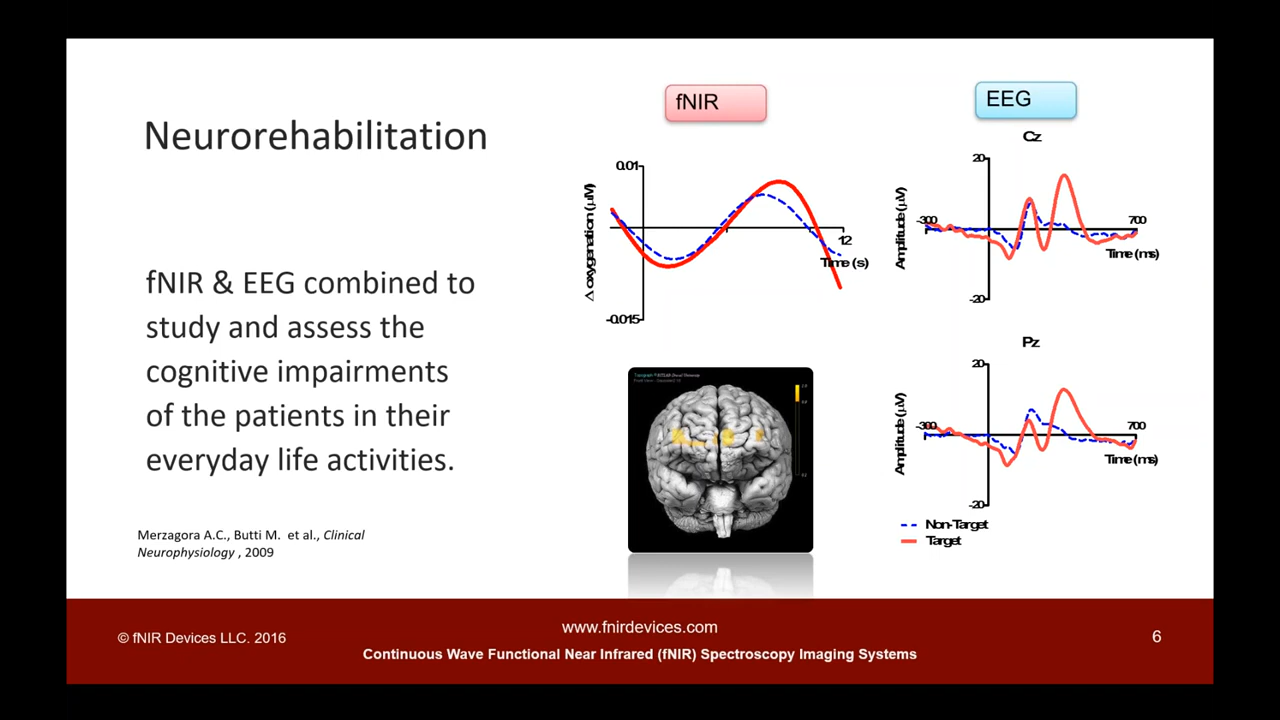 Neurorehabilitation
fNIR & EEG combined to
study and assess the
cognitive impairments
of the patients in their
everyday life activities.
Merzagora A.C., Butti M. et al., Clinical
Neurophysiology , 2009
fNIR
0.01
Δ oxygenation (μM)
12
Time (s)
-0.015
EEG
Cz
20
Amplitude (μV)
-300
700
Time (ms)
-20
Pz
20
Amplitude (μV)
-300
700
Time (ms)
-20
Non-Target
Target
© fNIR Devices LLC. 2016
www.fnirdevices.com
Continuous Wave Functional Near Infrared (fNIR) Spectroscopy Imaging Systems
6